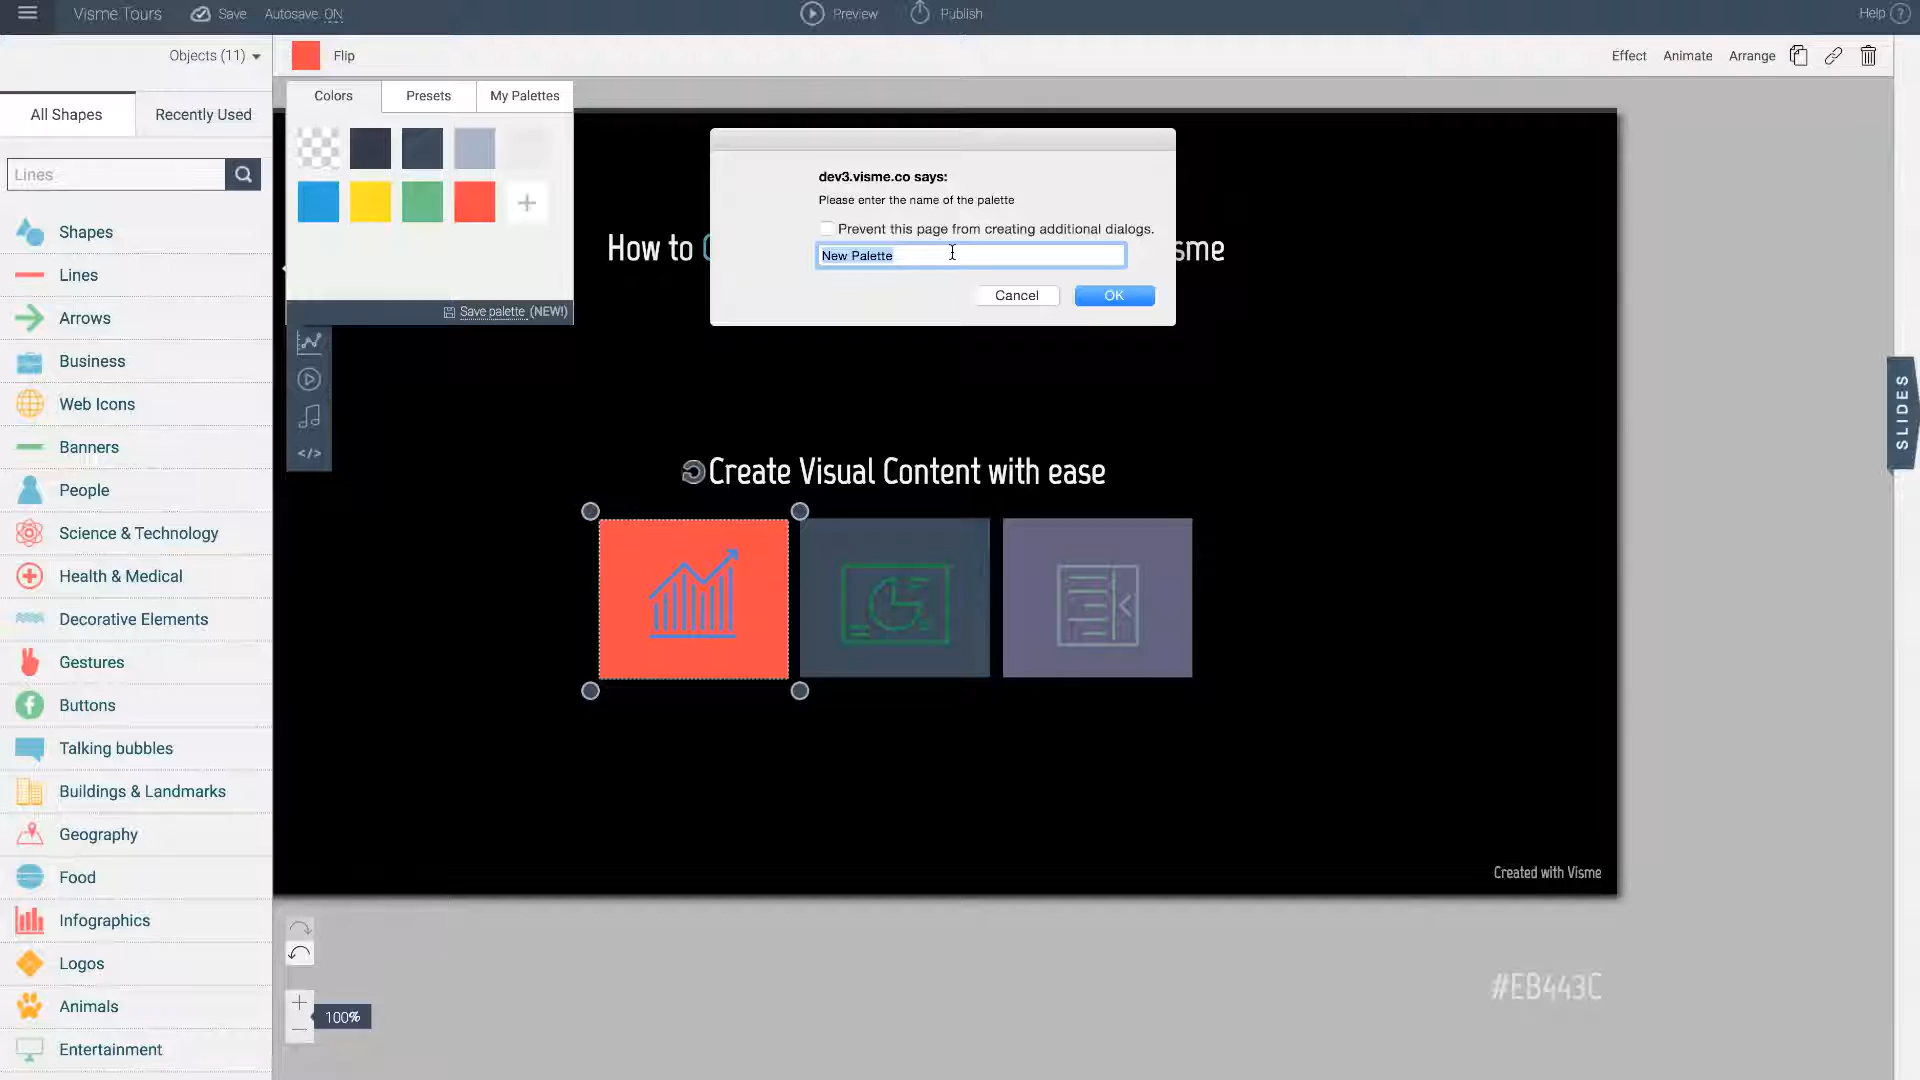 Visme Tours
Save
Autosave ON
Preview
Publish
Help ?
Objects (11)
Flip
Effect
Animate
Arrange
All Shapes
Recently Used
Lines
Shapes
Lines
Arrows
Business
Web Icons
Banners
People
Science & Technology
Health & Medical
Decorative Elements
Gestures
Buttons
Talking bubbles
Buildings & Landmarks
Geography
Food
Infographics
Logos
Animals
Entertainment
Colors
Presets
My Palettes
Save palette (NEW!)
</>
dev3.visme.co says:
Please enter the name of the palette
Prevent this page from creating additional dialogs.
New Palette
Cancel
OK
How to
Create Visual Content with ease
Created with Visme
SLIDES
100%
#EB443C